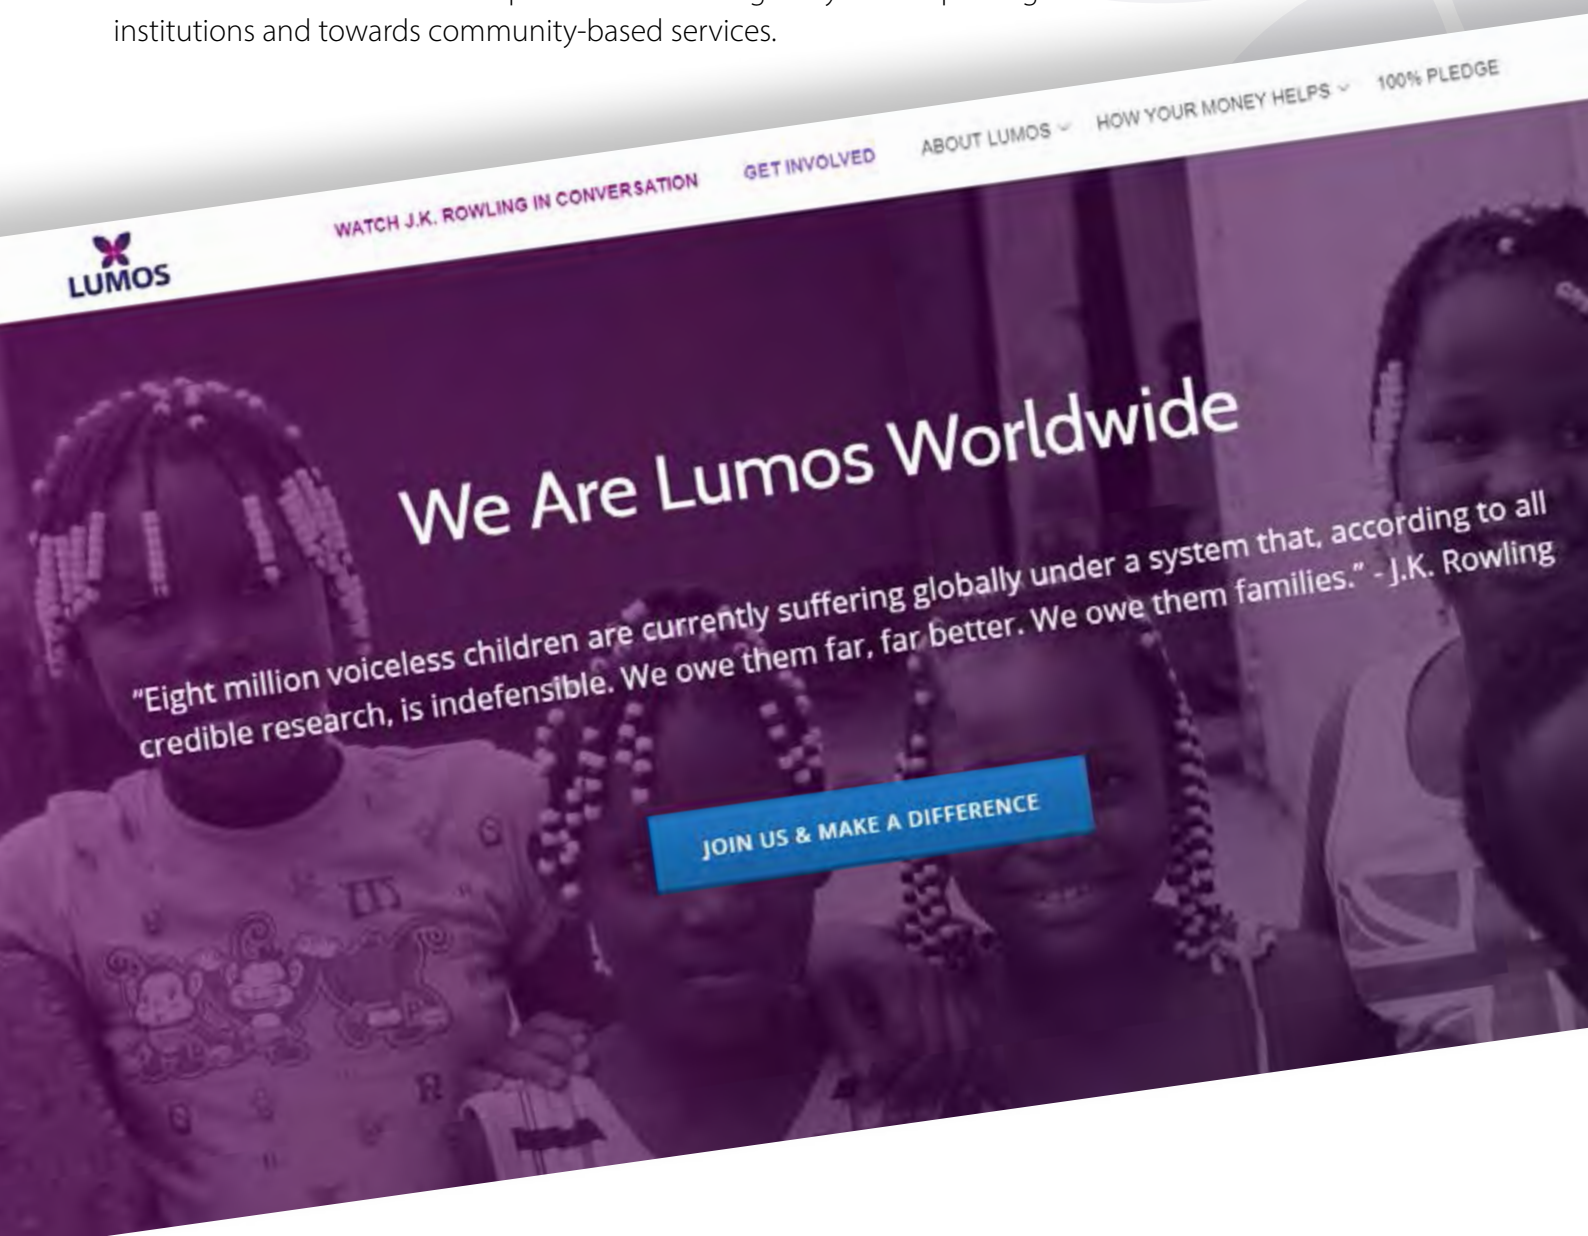 institutions and towards community-based services.
LUMOS
WATCH J.K. ROWLING IN CONVERSATION
GET INVOLVED
ABOUT LUMOS
HOW YOUR MONEY HELPS
100% PLEDGE
We Are Lumos Worldwide
“Eight million voiceless children are currently suffering globally under a system that, according to all
credible research, is indefensible. We owe them far, far better. We owe them families.” - J.K. Rowling
JOIN US & MAKE A DIFFERENCE